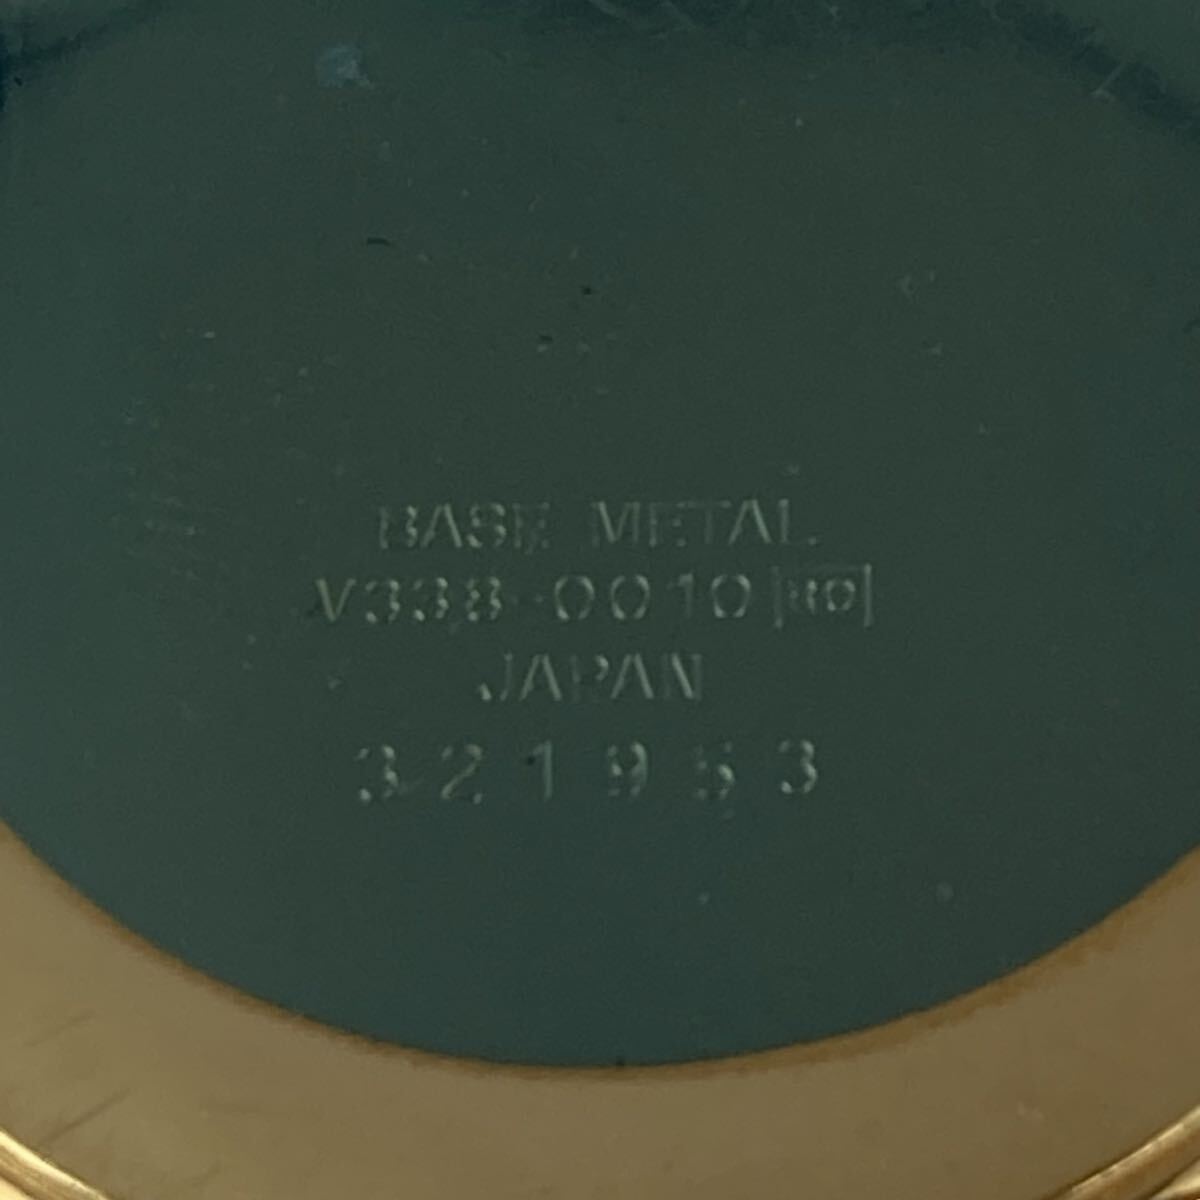 BASE METAL
V338-0010
JAPAN
321953